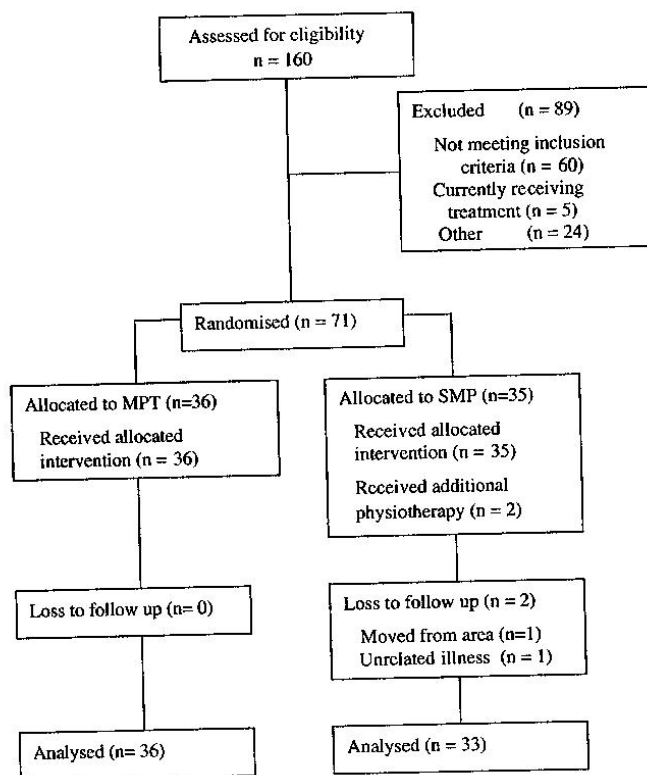 Assessed for eligibility
n = 160
Excluded (n = 89)
Not meeting inclusion
criteria (n = 60)
Currently receiving
treatment (n = 5)
Other (n = 24)
Randomised (n = 71)
Allocated to MPT (n=36)
Received allocated
intervention (n = 36)
Allocated to SMP (n=35)
Received allocated
intervention (n = 35)
Received additional
physiotherapy (n = 2)
Loss to follow up (n= 0)
Loss to follow up (n = 2)
Moved from area (n=1)
Unrelated illness (n = 1)
Analysed (n= 36)
Analysed (n = 33)